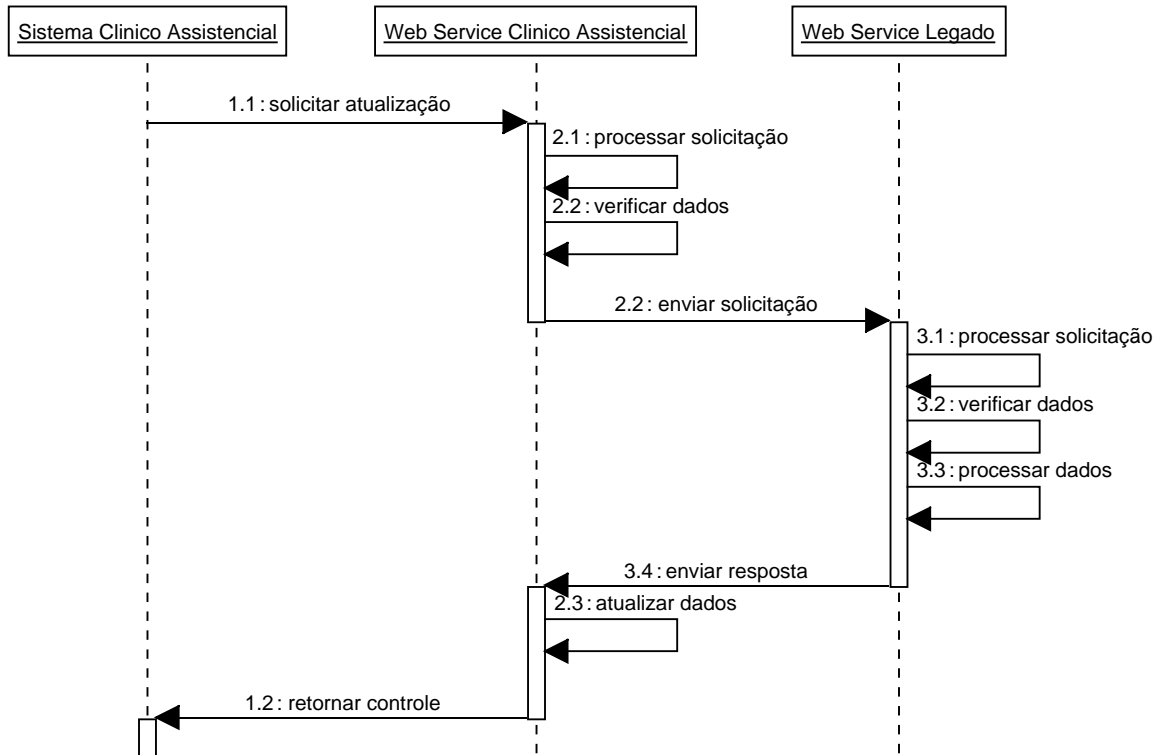 Sistema Clinico Assistencial
Web Service Clinico Assistencial
Web Service Legado
1.1 : solicitar atualização
2.1 : processar solicitação
2.2 : verificar dados
2.2 : enviar solicitação
3.1 : processar solicitação
3.2 : verificar dados
3.3 : processar dados
3.4 : enviar resposta
2.3 : atualizar dados
1.2 : retornar controle